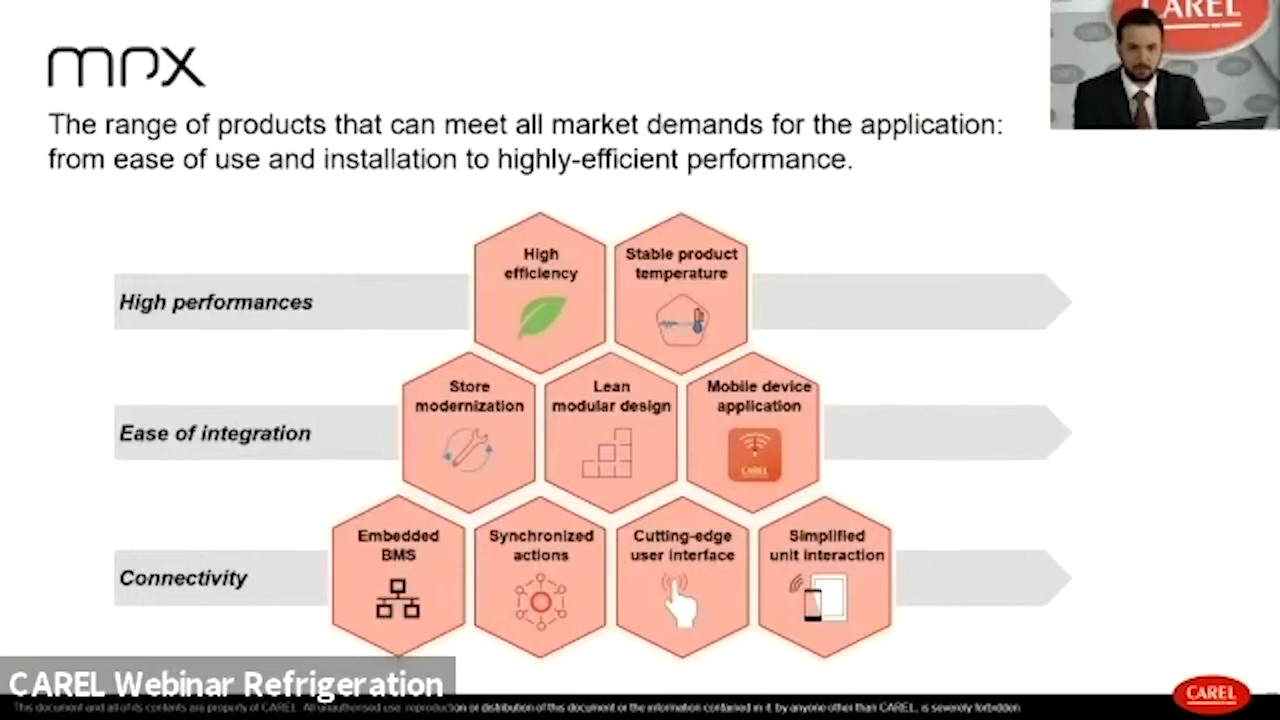 mpx
CAREL
The range of products that can meet all market demands for the application:
from ease of use and installation to highly-efficient performance.
High performances
High
efficiency
Stable product
temperature
Ease of integration
Store
modernization
Lean
modular design
Mobile device
application
CAREL
Connectivity
Embedded
BMS
Synchronized
actions
Cutting-edge
user interface
Simplified
unit interaction
CAREL Webinar Refrigeration
CAREL
This document and all of its contents are property of CAREL. All unauthorised use, reproduction or distribution of this document or the information contained in it, by anyone other than CAREL, is severely forbidden